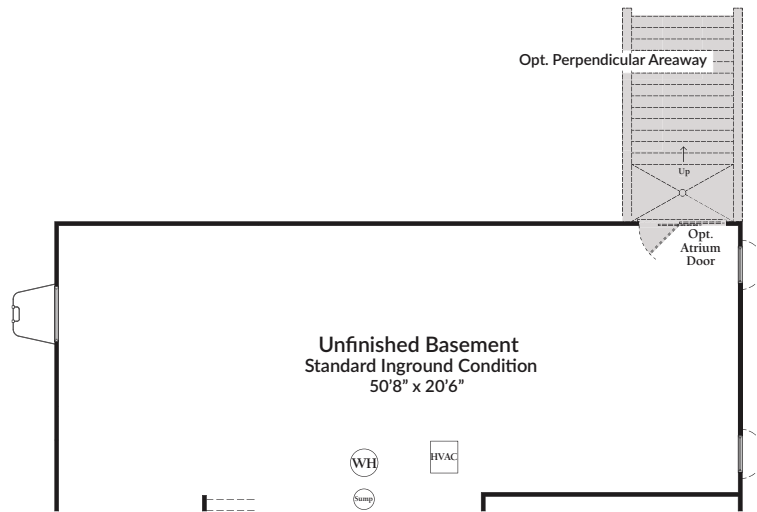 Opt. Perpendicular Areaway
Up
Opt.
Atrium
Door
Unfinished Basement
Standard Inground Condition
50’8” x 20’6”
WH
HVAC
Sump